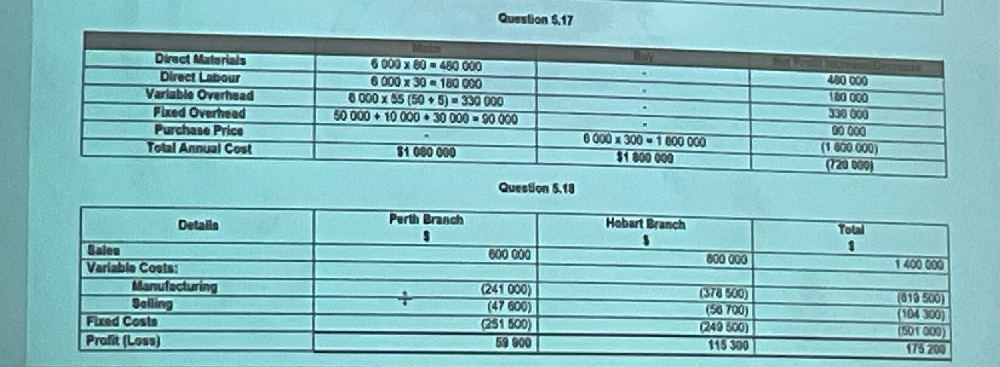 Question 5.17
Make Buy Net Profit Increase/Decrease
Direct Materials 6 000 x 80 = 480 000 - 480 000
Direct Labour 6 000 x 30 = 180 000 - 180 000
Variable Overhead 6 000 x 55 (50 + 5) = 330 000 - 330 000
Fixed Overhead 50 000 + 10 000 + 30 000 = 90 000 - 90 000
Purchase Price - 6 000 x 300 = 1 800 000 (1 800 000)
Total Annual Cost $1 080 000 $1 800 000 (720 000)
Question 5.18
Details Perth Branch Hobart Branch Total
$ $ $
Sales 600 000 800 000 1 400 000
Variable Costs:
Manufacturing (241 000) (378 500) (619 500)
Selling (47 600) (56 700) (104 300)
Fixed Costs (251 500) (249 500) (501 000)
Profit (Loss) 59 900 115 300 175 200